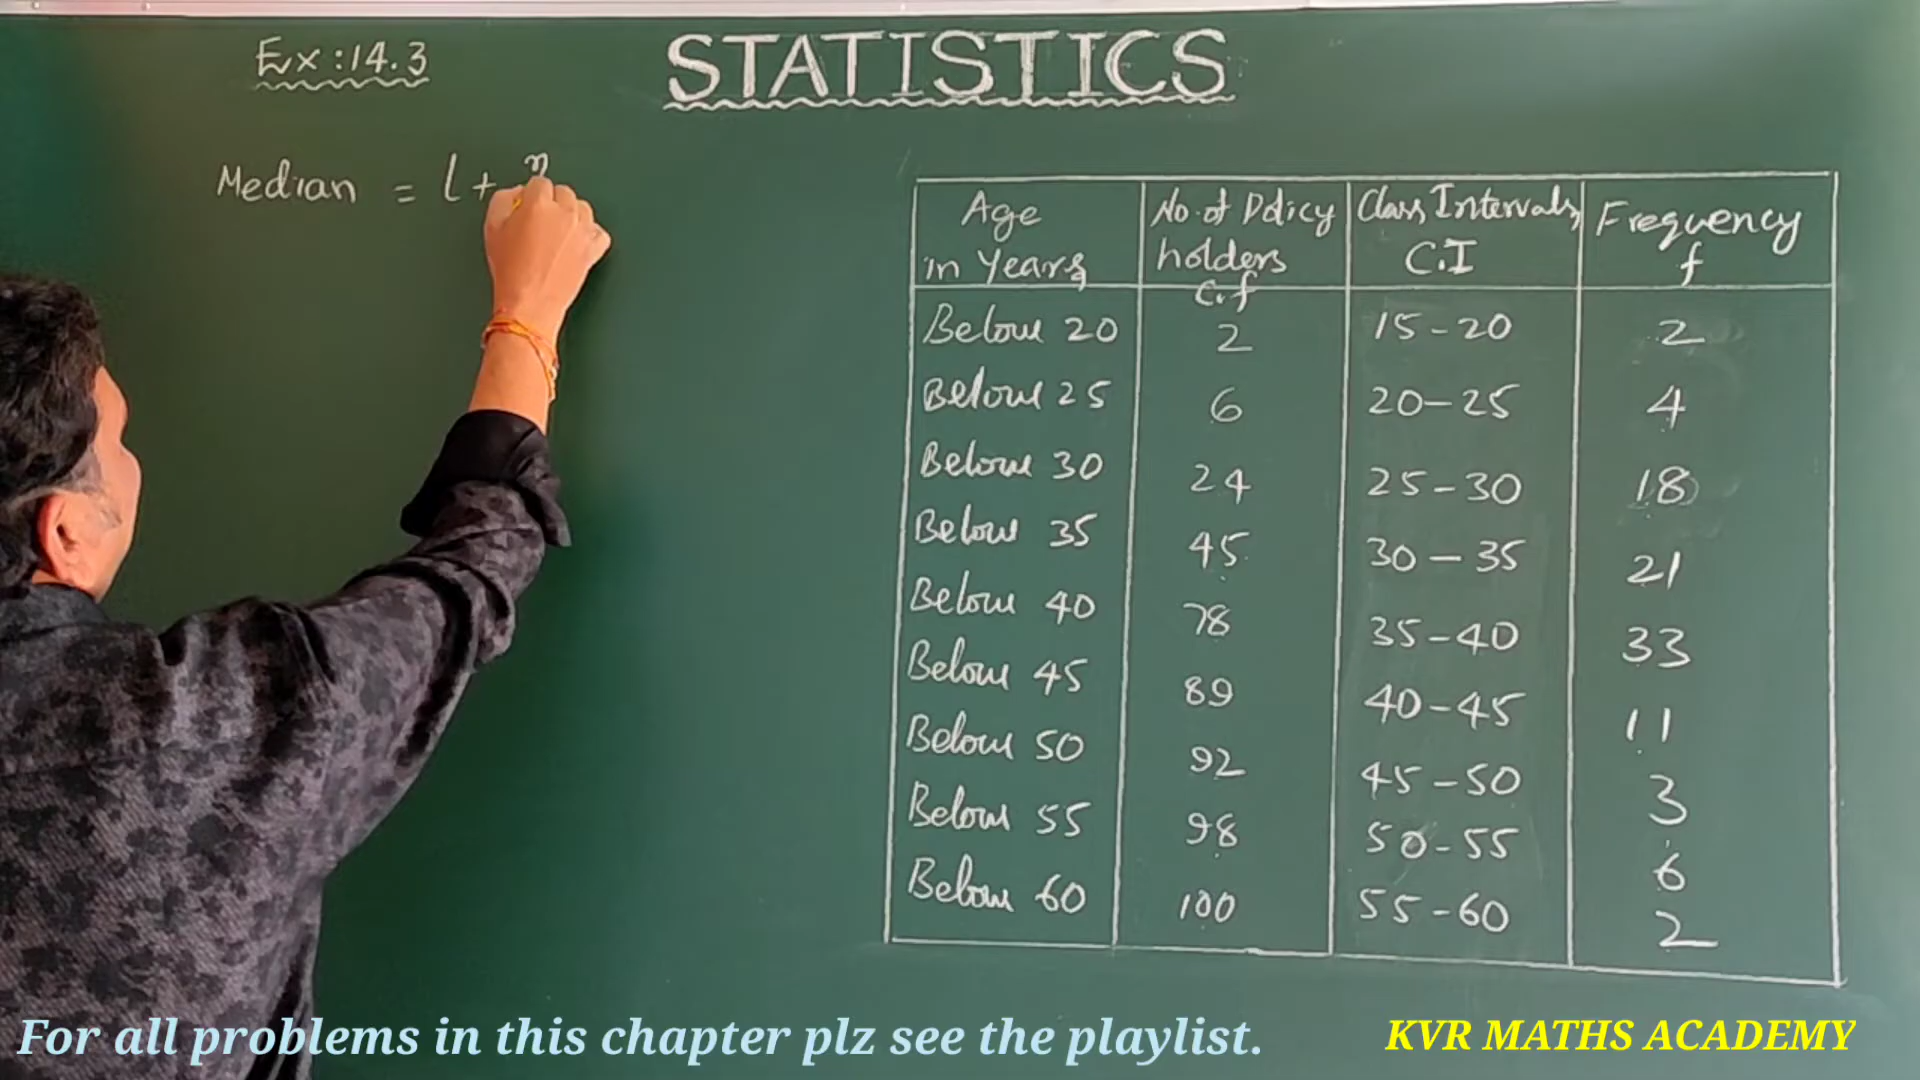 Ex:14.3
STATISTICS
Median = l + n
Age in Years
No. of Policy holders c.f
Class Intervals C.I
Frequency f
Below 20 2 15-20 2
Below 25 6 20-25 4
Below 30 24 25-30 18
Below 35 45 30-35 21
Below 40 78 35-40 33
Below 45 89 40-45 11
Below 50 92 45-50 3
Below 55 98 50-55 6
Below 60 100 55-60 2
For all problems in this chapter plz see the playlist.
KVR MATHS ACADEMY